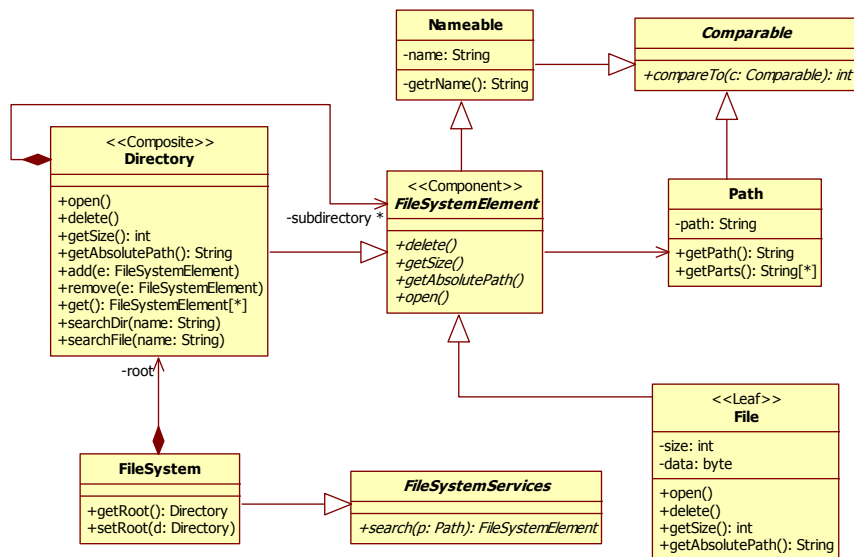 Nameable
-name: String
-getrName(): String
Comparable
+compareTo(c: Comparable): int
<<Composite>>
Directory
+open()
+delete()
+getSize(): int
+getAbsolutePath(): String
+add(e: FileSystemElement)
+remove(e: FileSystemElement)
+get(): FileSystemElement[*]
+searchDir(name: String)
+searchFile(name: String)
-subdirectory *
<<Component>>
FileSystemElement
+delete()
+getSize()
+getAbsolutePath()
+open()
Path
-path: String
+getPath(): String
+getParts(): String[*]
-root
FileSystem
+getRoot(): Directory
+setRoot(d: Directory)
FileSystemServices
+search(p: Path): FileSystemElement
<<Leaf>>
File
-size: int
-data: byte
+open()
+delete()
+getSize(): int
+getAbsolutePath(): String